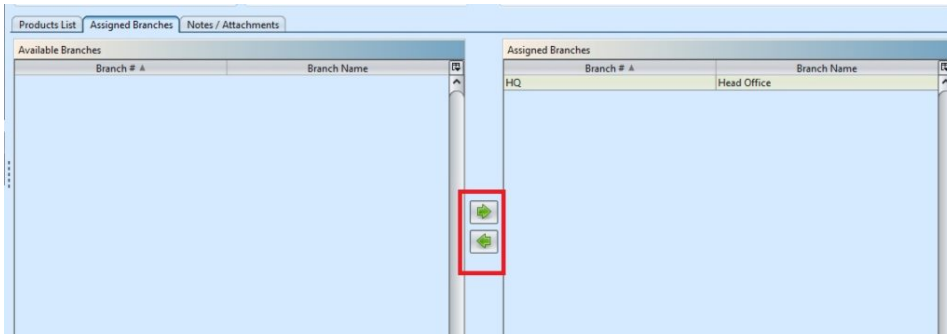 Products List Assigned Branches Notes / Attachments
Available Branches
Branch # Branch Name
Assigned Branches
Branch # Branch Name
HQ Head Office